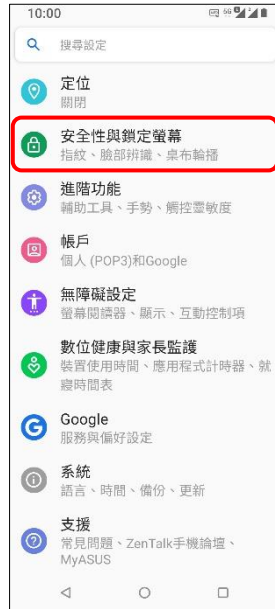 10:00
搜尋設定
定位
關閉
安全性與鎖定螢幕
指紋、臉部辨識、桌布輪播
進階功能
輔助工具、手勢、觸控靈敏度
帳戶
個人 (POP3)和Google
無障礙設定
螢幕閱讀器、顯示、互動控制項
數位健康與家長監護
裝置使用時間、應用程式計時器、就
寢時間表
Google
服務與偏好設定
系統
語言、時間、備份、更新
支援
常見問題、ZenTalk手機論壇、
MyASUS